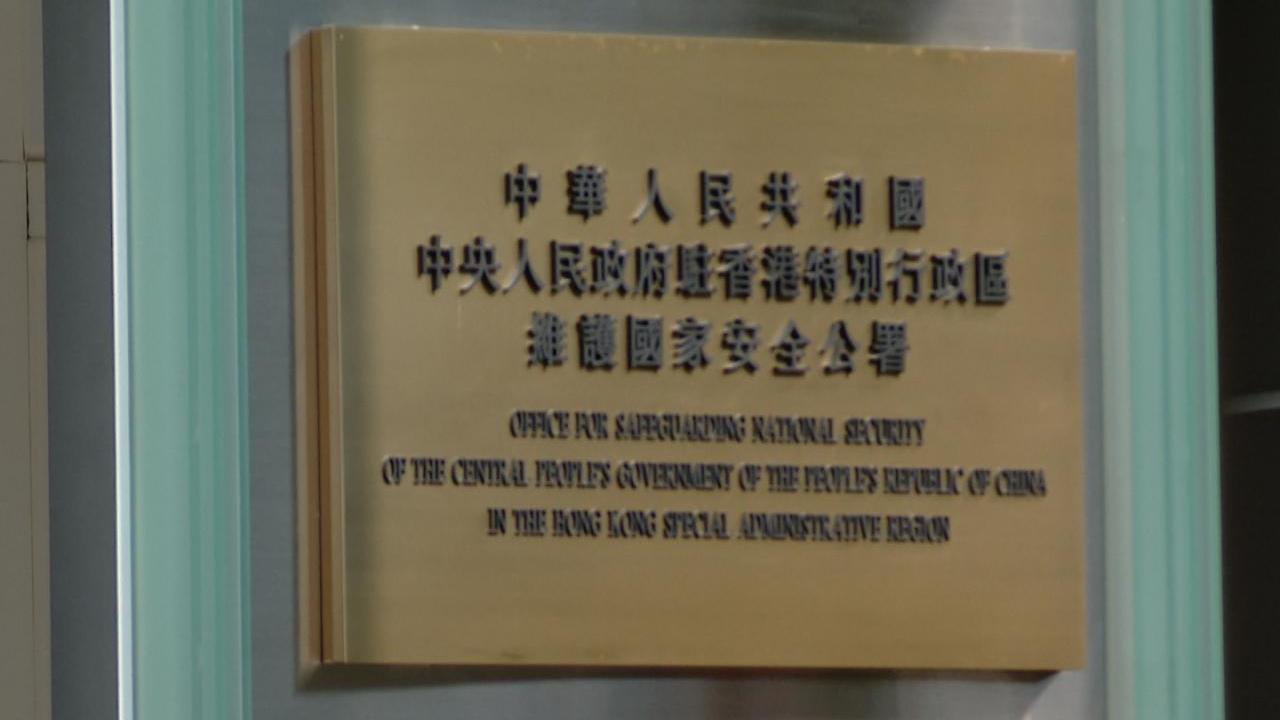 中華人民共和國
中央人民政府駐香港特別行政區
維護國家安全公署
OFFICE FOR SAFEGUARDING NATIONAL SECURITY
OF THE CENTRAL PEOPLE'S GOVERNMENT OF THE PEOPLE'S REPUBLIC OF CHINA
IN THE HONG KONG SPECIAL ADMINISTRATIVE REGION